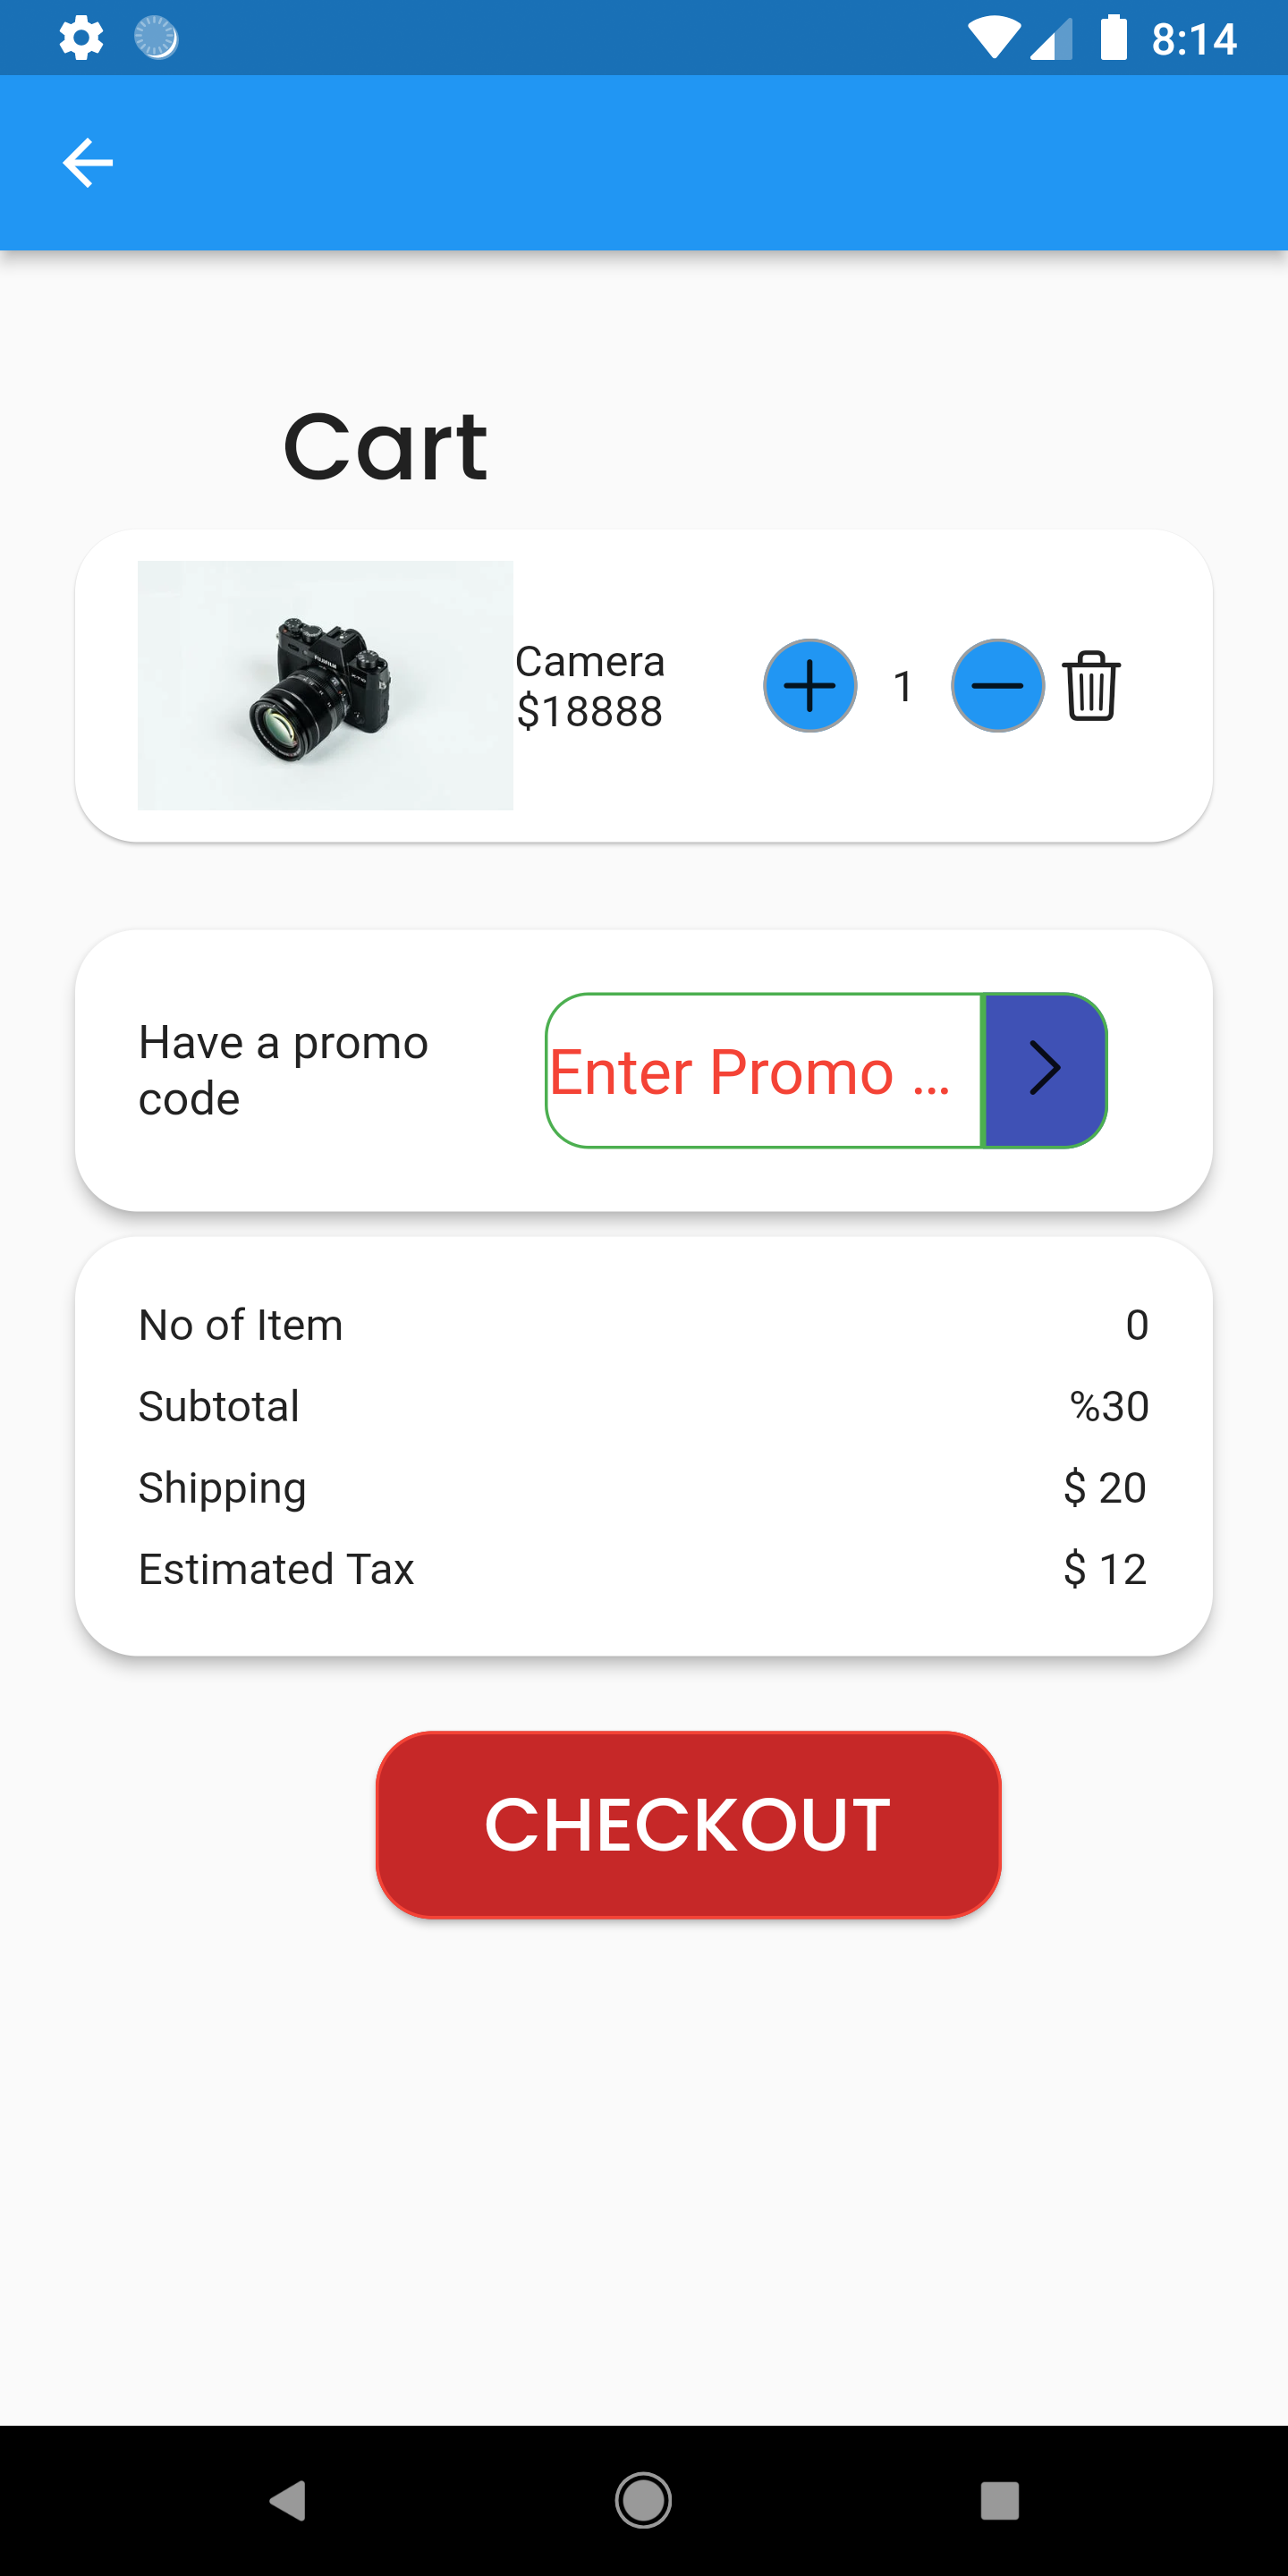 8:14
Cart
Camera
$18888
1
Have a promo
code
Enter Promo ...
No of Item 0
Subtotal %30
Shipping $ 20
Estimated Tax $ 12
CHECKOUT